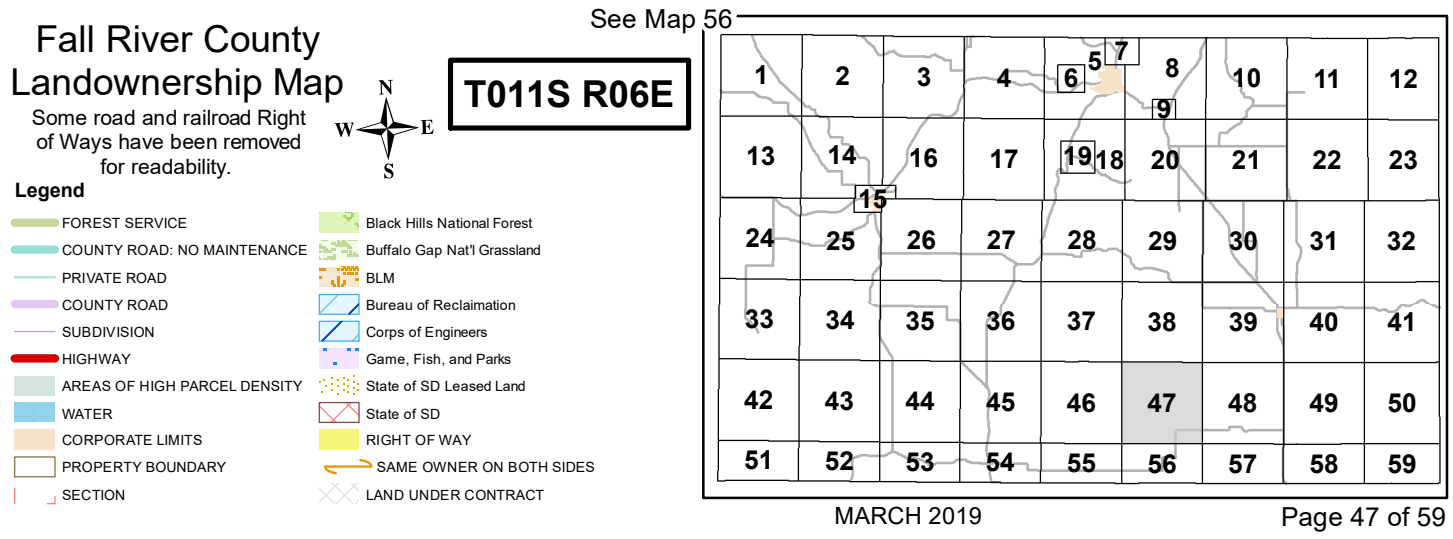 See Map 56
Fall River County
Landownership Map
Some road and railroad Right
of Ways have been removed
for readability.
N
W E
S
T011S R06E
Legend
FOREST SERVICE
COUNTY ROAD: NO MAINTENANCE
PRIVATE ROAD
COUNTY ROAD
SUBDIVISION
HIGHWAY
AREAS OF HIGH PARCEL DENSITY
WATER
CORPORATE LIMITS
PROPERTY BOUNDARY
SECTION
Black Hills National Forest
Buffalo Gap Nat'l Grassland
BLM
Bureau of Reclaimation
Corps of Engineers
Game, Fish, and Parks
State of SD Leased Land
State of SD
RIGHT OF WAY
SAME OWNER ON BOTH SIDES
LAND UNDER CONTRACT
1 2 3 4 5 6 7 8 9 10 11 12
13 14 15 16 17 18 19 20 21 22 23
24 25 26 27 28 29 30 31 32
33 34 35 36 37 38 39 40 41
42 43 44 45 46 47 48 49 50
51 52 53 54 55 56 57 58 59
MARCH 2019
Page 47 of 59